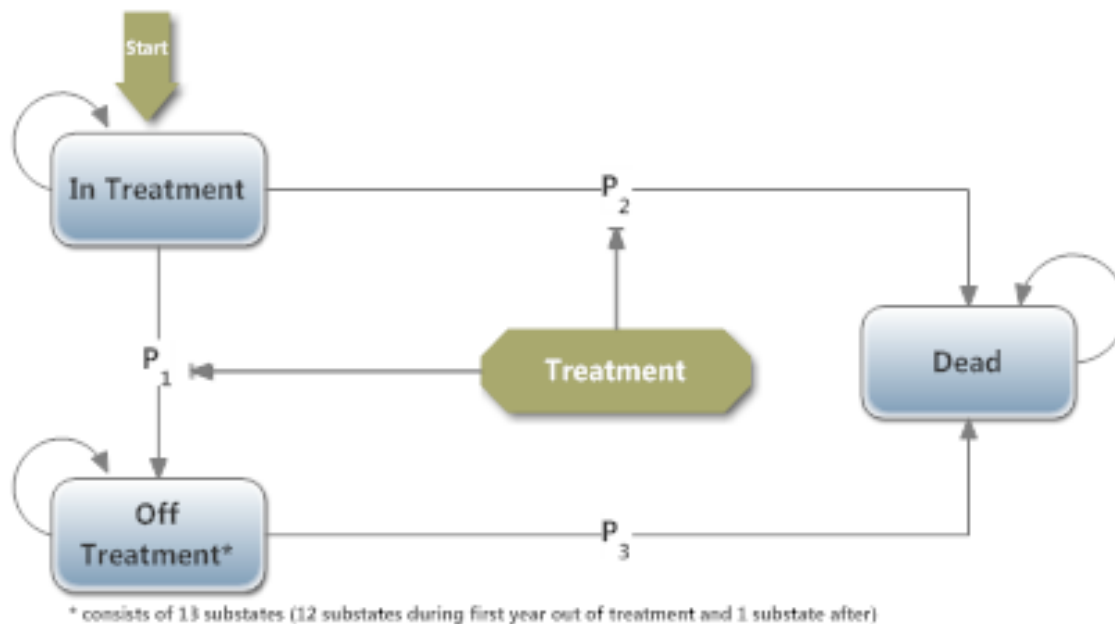 Start
In Treatment
P2
P1
Treatment
Dead
Off
Treatment*
P3
* consists of 13 substates (12 substates during first year out of treatment and 1 substate after)